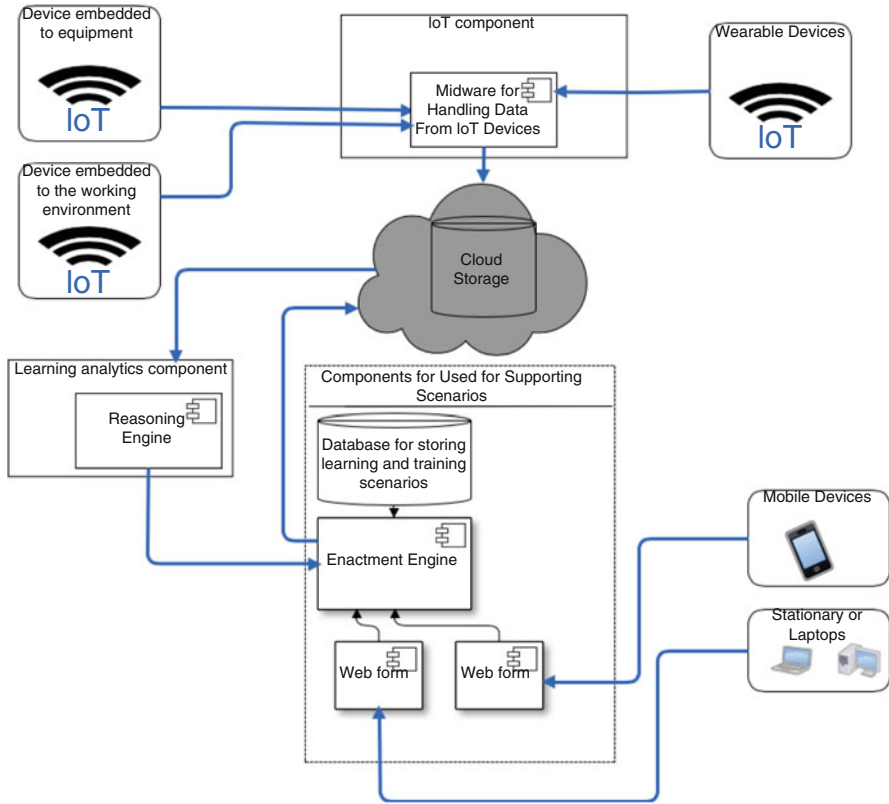 Device embedded
to equipment
IoT
IoT component
Midware for
Handling Data
From IoT Devices
Wearable Devices
IoT
Device embedded
to the working
environment
IoT
Cloud
Storage
Learning analytics component
Reasoning
Engine
Components for Used for Supporting
Scenarios
Database for storing
learning and training
scenarios
Enactment Engine
Web form
Web form
Mobile Devices
Stationary or
Laptops